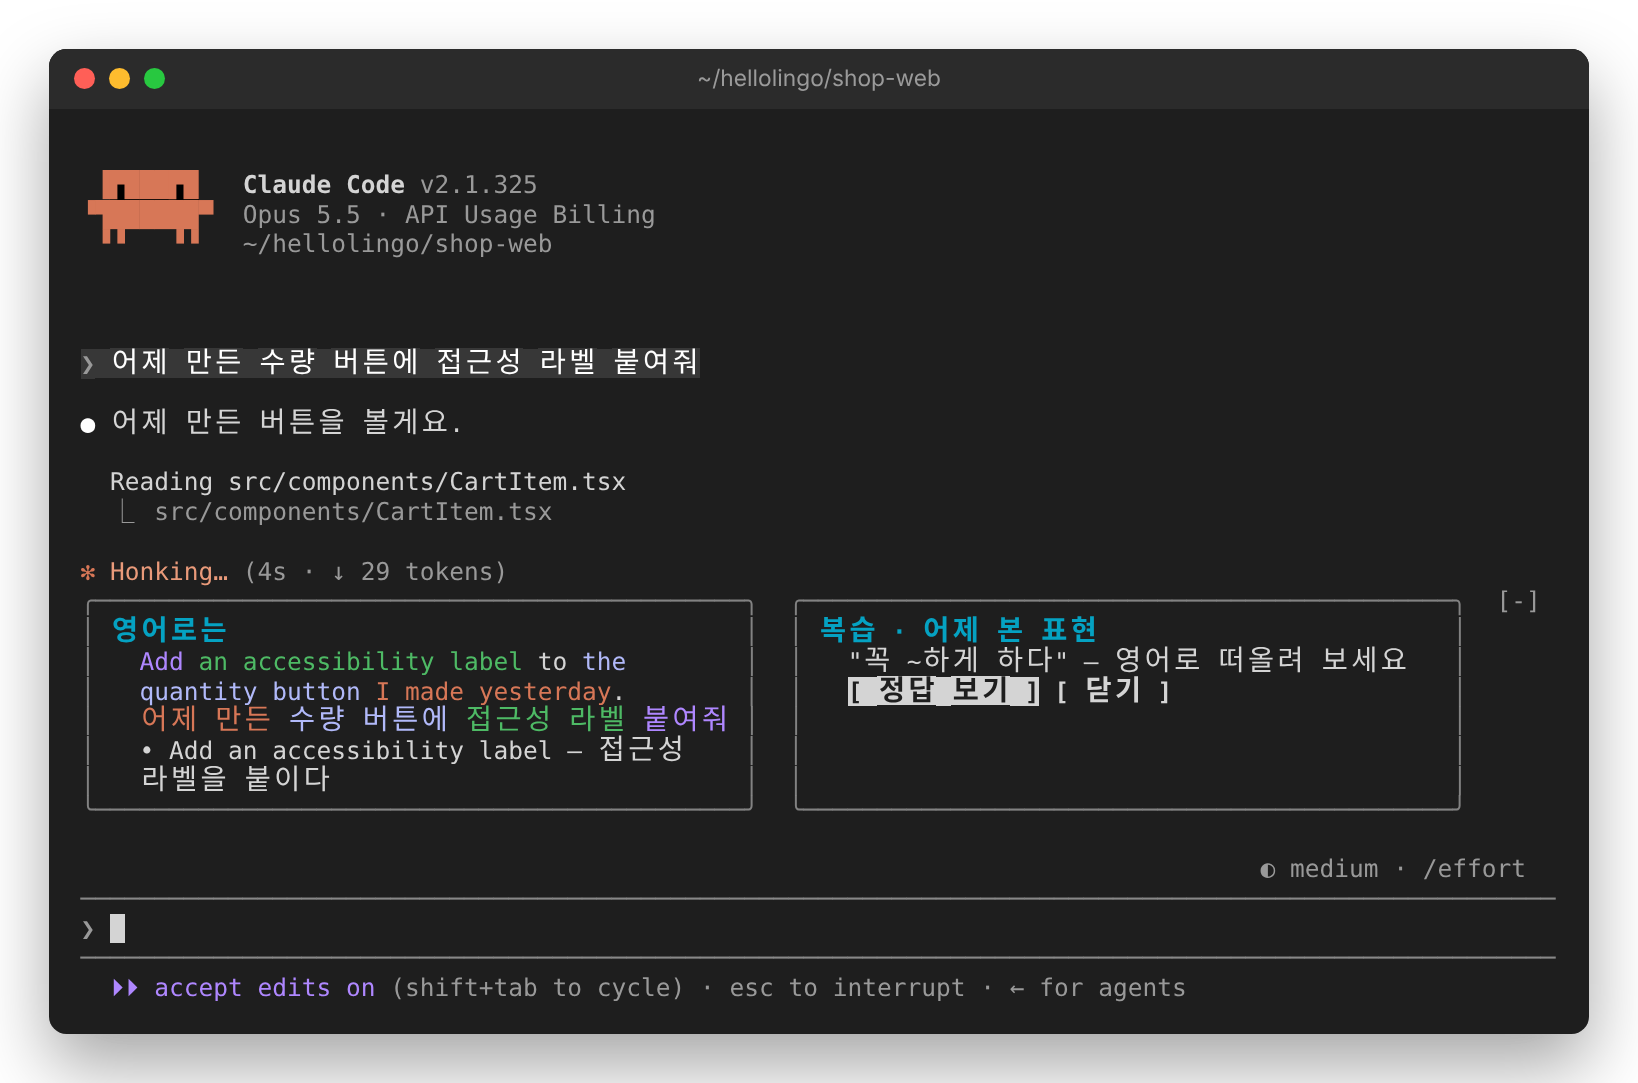 ~/hellolingo/shop-web
Claude Code v2.1.325
Opus 5.5 · API Usage Billing
~/hellolingo/shop-web
❯ 어제 만든 수량 버튼에 접근성 라벨 붙여줘
● 어제 만든 버튼을 볼게요.
Reading src/components/CartItem.tsx
⎿ src/components/CartItem.tsx
✻ Honking… (4s · ↓ 29 tokens)
[-]
영어로는
Add an accessibility label to the
quantity button I made yesterday.
어제 만든 수량 버튼에 접근성 라벨 붙여줘
• Add an accessibility label — 접근성
라벨을 붙이다
복습 · 어제 본 표현
"꼭 ~하게 하다" — 영어로 떠올려 보세요
[ 정답 보기 ] [ 닫기 ]
◐ medium · /effort
❯
⏵⏵ accept edits on (shift+tab to cycle) · esc to interrupt · ← for agents